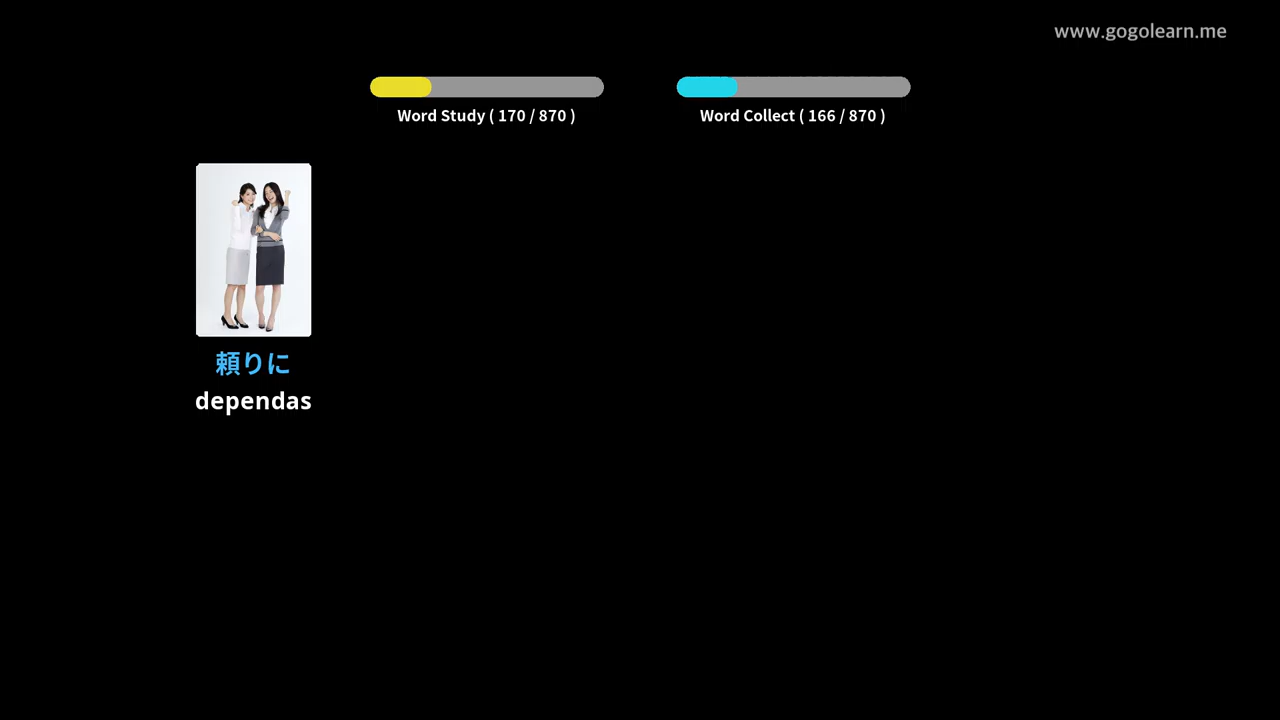 www.gogolearn.me
Word Study ( 170 / 870 )
Word Collect ( 166 / 870 )
頼りに
dependas